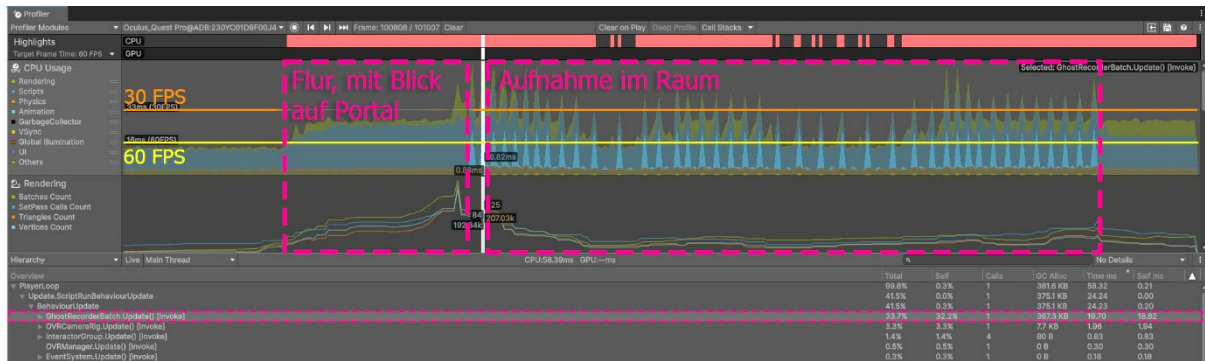 Profiler
Profiler Modules Oculus_Quest Pro@ADB:230YC01D9F00J4 Frame: 100808 / 101007 Clear Clear on Play Deep Profile Call Stacks
Highlights CPU
Target Frame Time: 60 FPS GPU
CPU Usage
Rendering
Scripts
Physics
Animation
GarbageCollector
VSync
Global Illumination
UI
Others
Selected: GhostRecorderBatch.Update() [Invoke]
30 FPS
33ms (30FPS)
16ms (60FPS)
60 FPS
Flur, mit Blick
auf Portal
Aufnahme im Raum
8.82ms
Rendering
Batches Count
SetPass Calls Count
Triangles Count
Vertices Count
84
207.03k
Hierarchy Live Main Thread CPU:58.39ms GPU:--ms No Details
Overview Total Self Calls GC Alloc Time ms Self ms
PlayerLoop 99.8% 0.3% 1 381.6 KB 58.32 0.21
Update.ScriptRunBehaviourUpdate 41.5% 0.0% 1 375.1 KB 24.24 0.00
BehaviourUpdate 41.5% 0.3% 1 375.1 KB 24.23 0.20
GhostRecorderBatch.Update() [Invoke] 33.7% 32.2% 1 367.3 KB 19.70 18.82
OVRCameraRig.Update() [Invoke] 3.3% 3.3% 1 7.7 KB 1.96 1.94
InteractorGroup.Update() [Invoke] 1.4% 1.4% 4 80 B 0.83 0.83
OVRManager.Update() [Invoke] 0.5% 0.5% 1 0 B 0.30 0.30
EventSystem.Update() [Invoke] 0.3% 0.3% 1 0 B 0.18 0.18